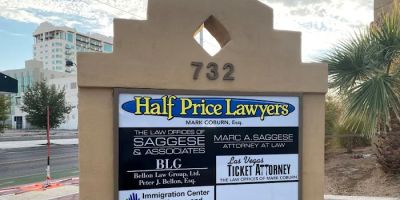 732
Half Price Lawyers
MARK COBURN, Esq.
THE LAW OFFICES OF
SAGGESE
& ASSOCIATES
MARC A. SAGGESE
ATTORNEY AT LAW
BLG
Bellon Law Group, Ltd.
Peter J. Bellon, Esq.
Las Vegas
TICKET ATTORNEY
THE LAW OFFICES OF MARK COBURN
Immigration Center